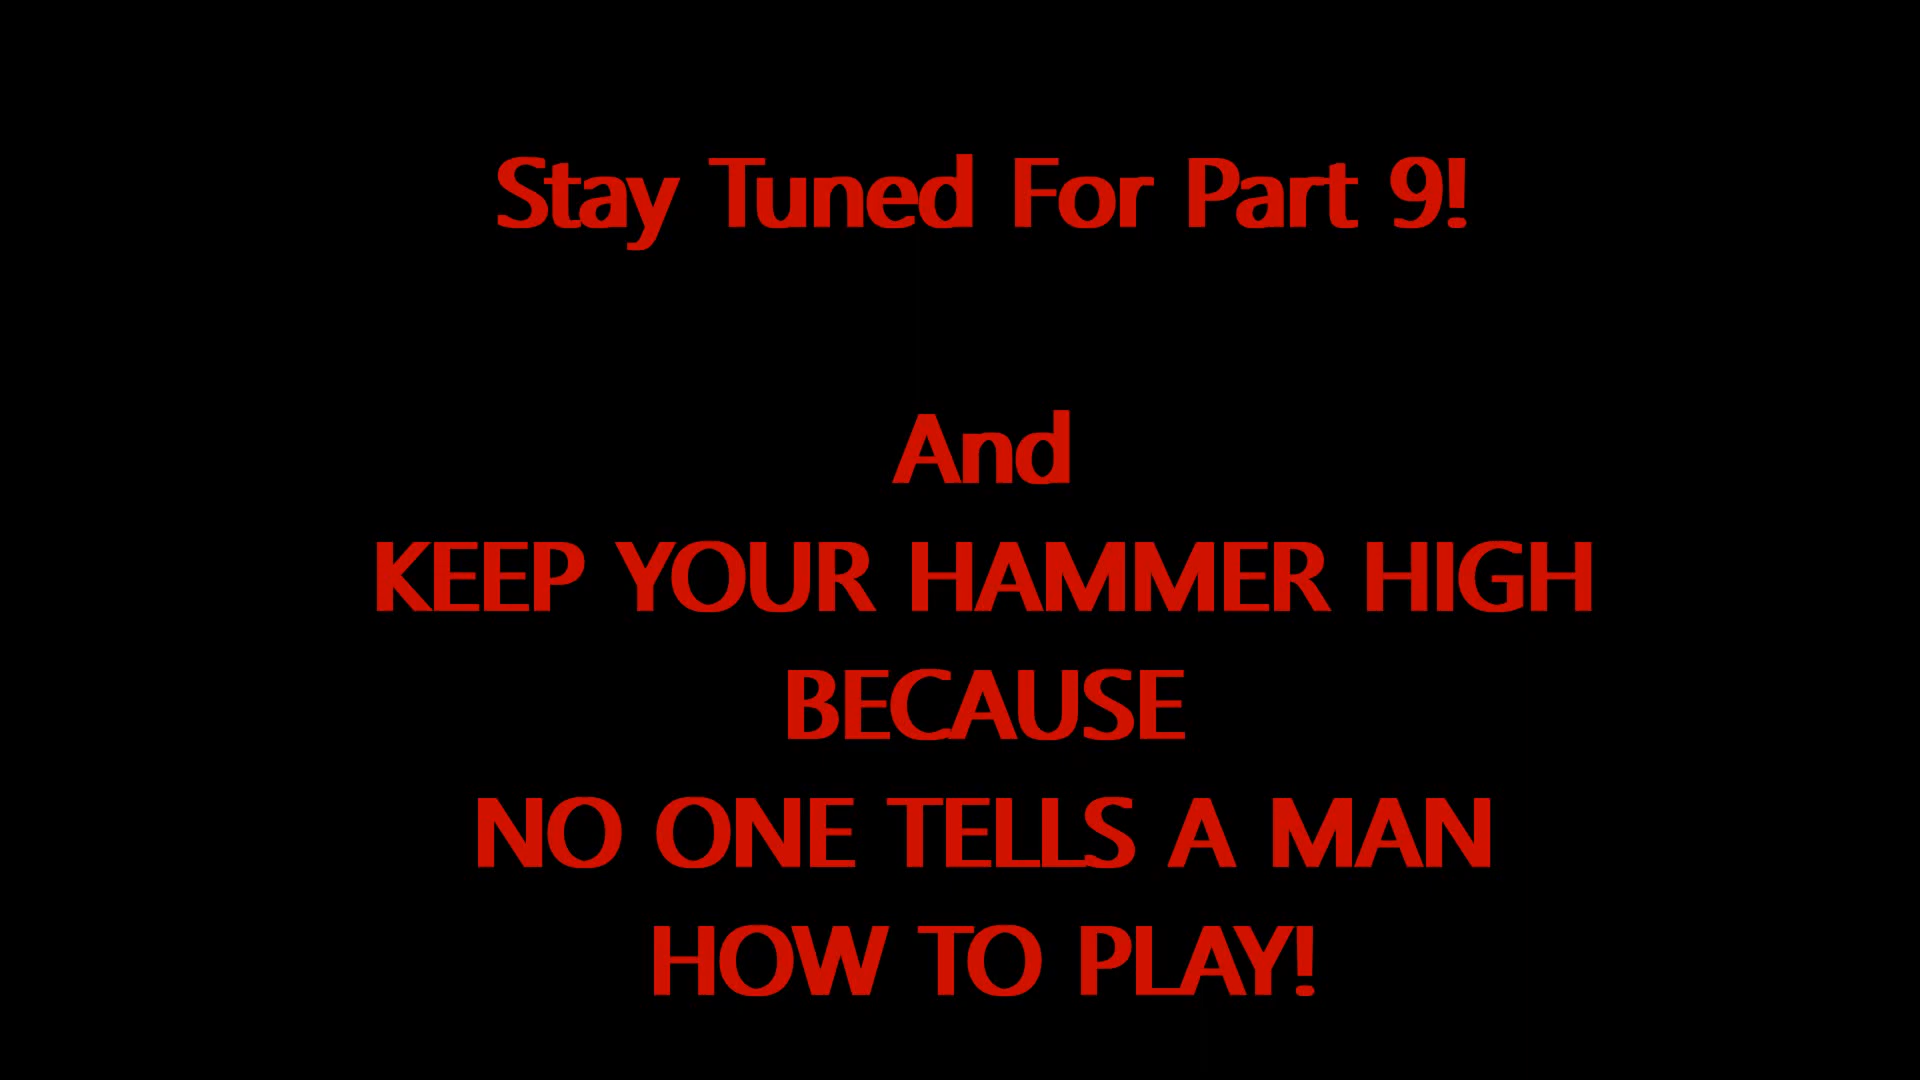 Stay Tuned For Part 9!
And
KEEP YOUR HAMMER HIGH
BECAUSE
NO ONE TELLS A MAN
HOW TO PLAY!